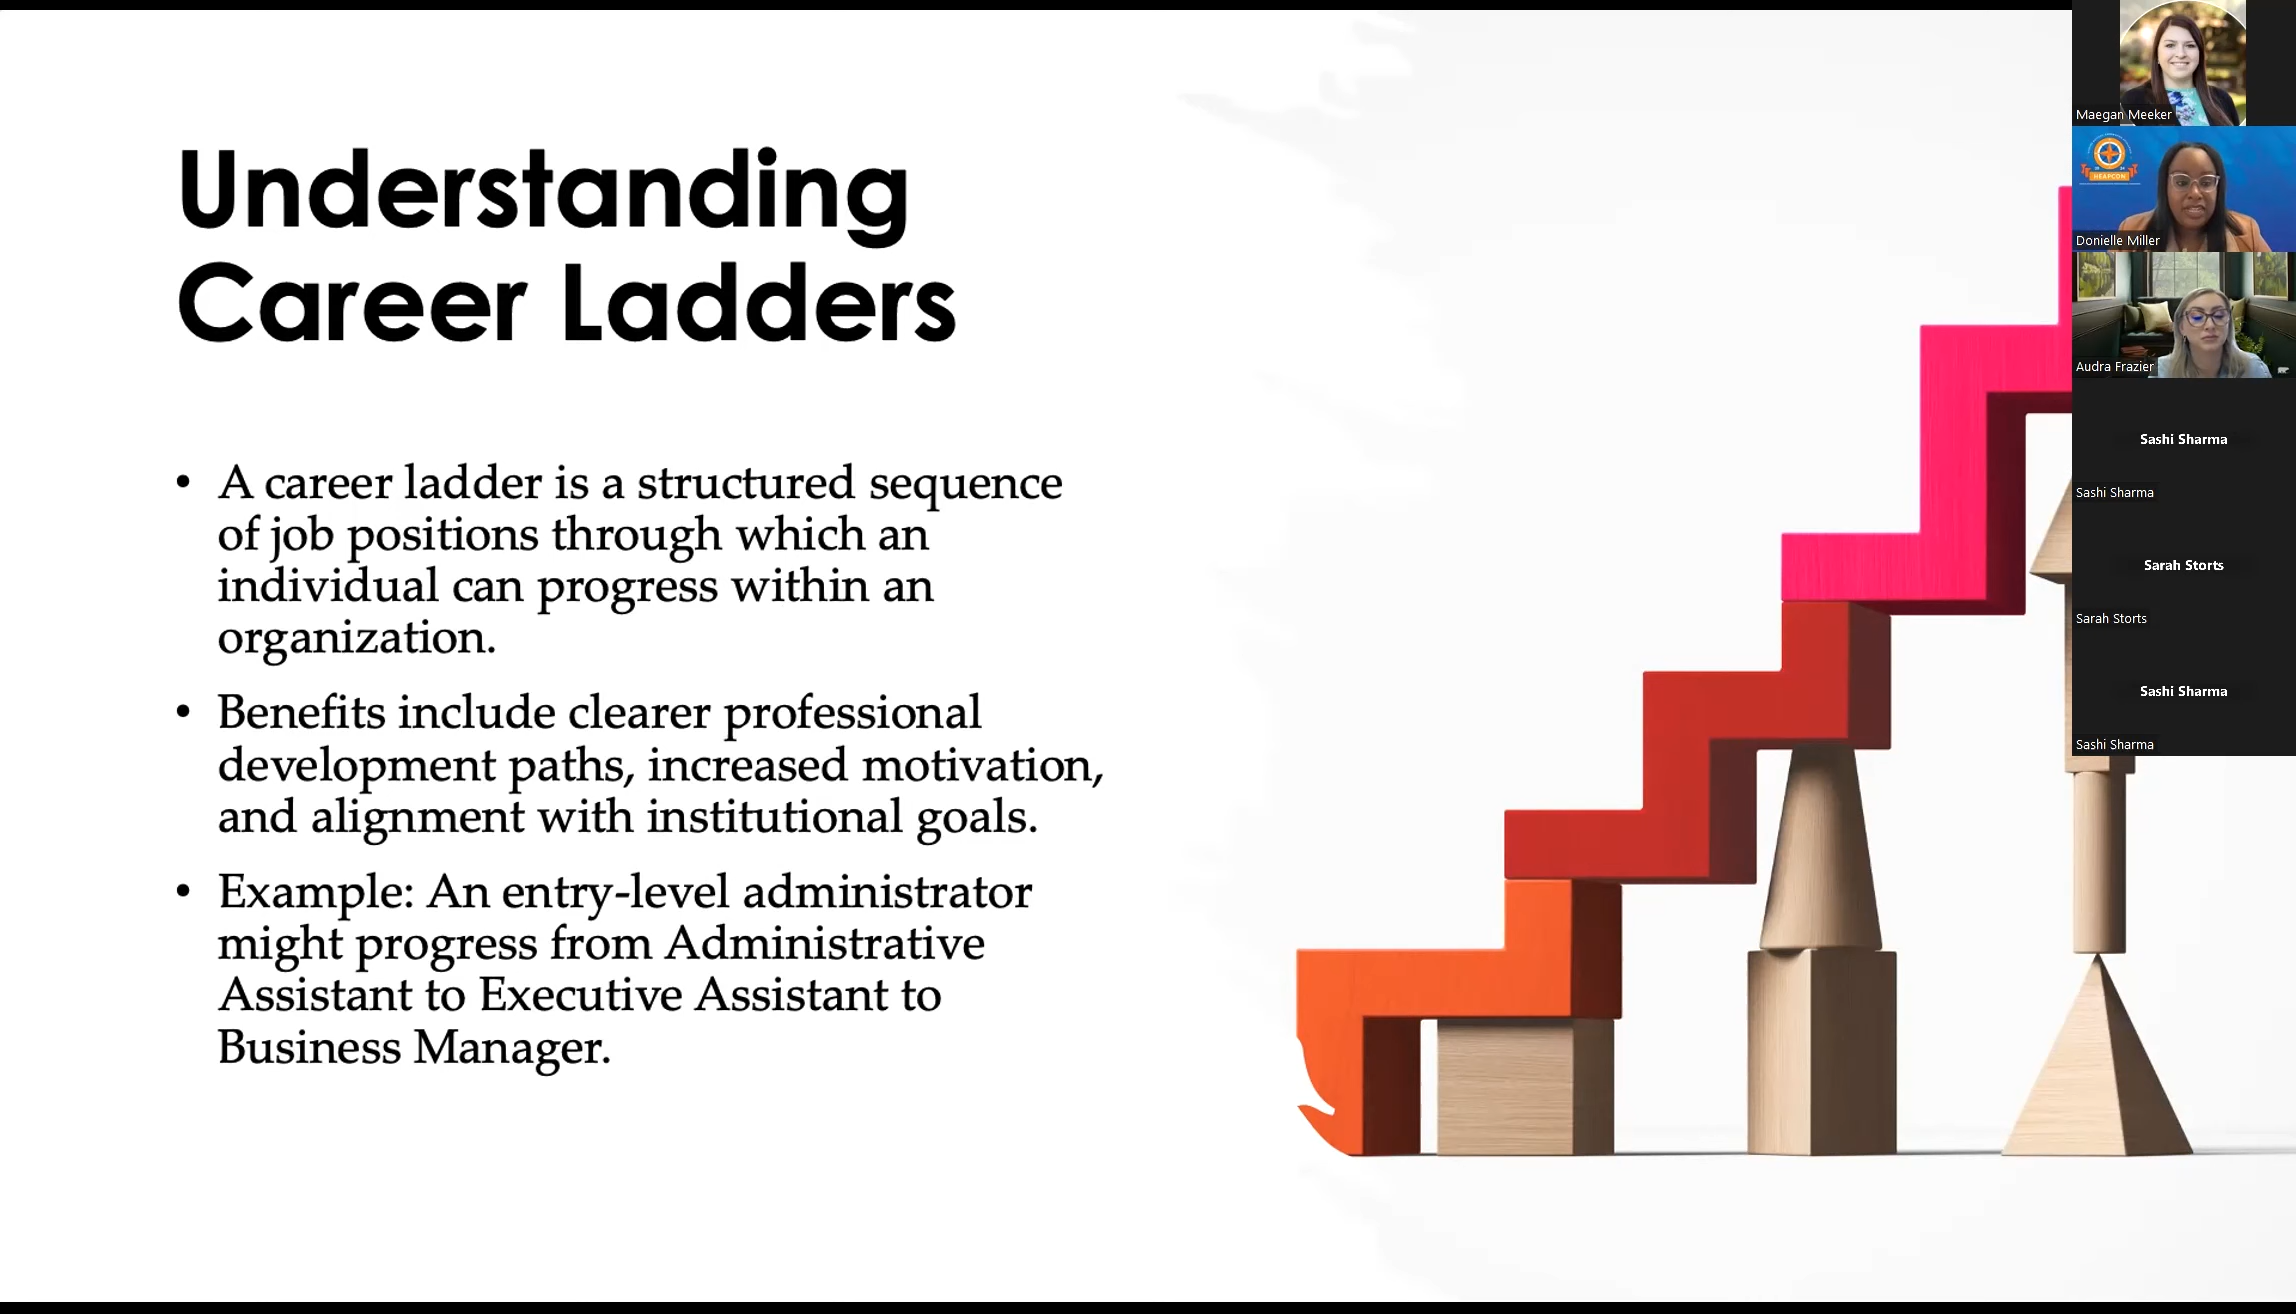 Understanding
Career Ladders
• A career ladder is a structured sequence
of job positions through which an
individual can progress within an
organization.
• Benefits include clearer professional
development paths, increased motivation,
and alignment with institutional goals.
• Example: An entry-level administrator
might progress from Administrative
Assistant to Executive Assistant to
Business Manager.
Maegan Meeker
HEAPCON
Donielle Miller
Audra Frazier
Sashi Sharma
Sashi Sharma
Sarah Storts
Sarah Storts
Sashi Sharma
Sashi Sharma